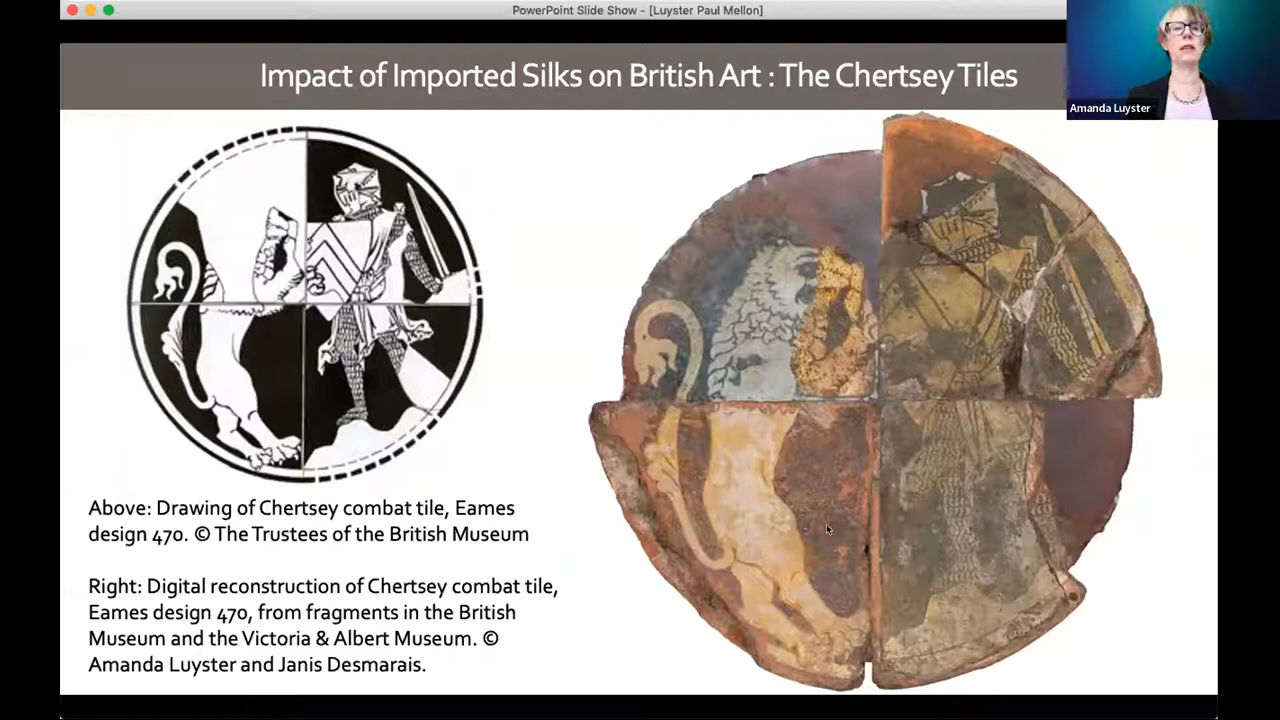 PowerPoint Slide Show - [Luyster Paul Mellon]
Impact of Imported Silks on British Art : The Chertsey Tiles
Amanda Luyster
Above: Drawing of Chertsey combat tile, Eames
design 470. © The Trustees of the British Museum
Right: Digital reconstruction of Chertsey combat tile,
Eames design 470, from fragments in the British
Museum and the Victoria & Albert Museum. ©
Amanda Luyster and Janis Desmarais.